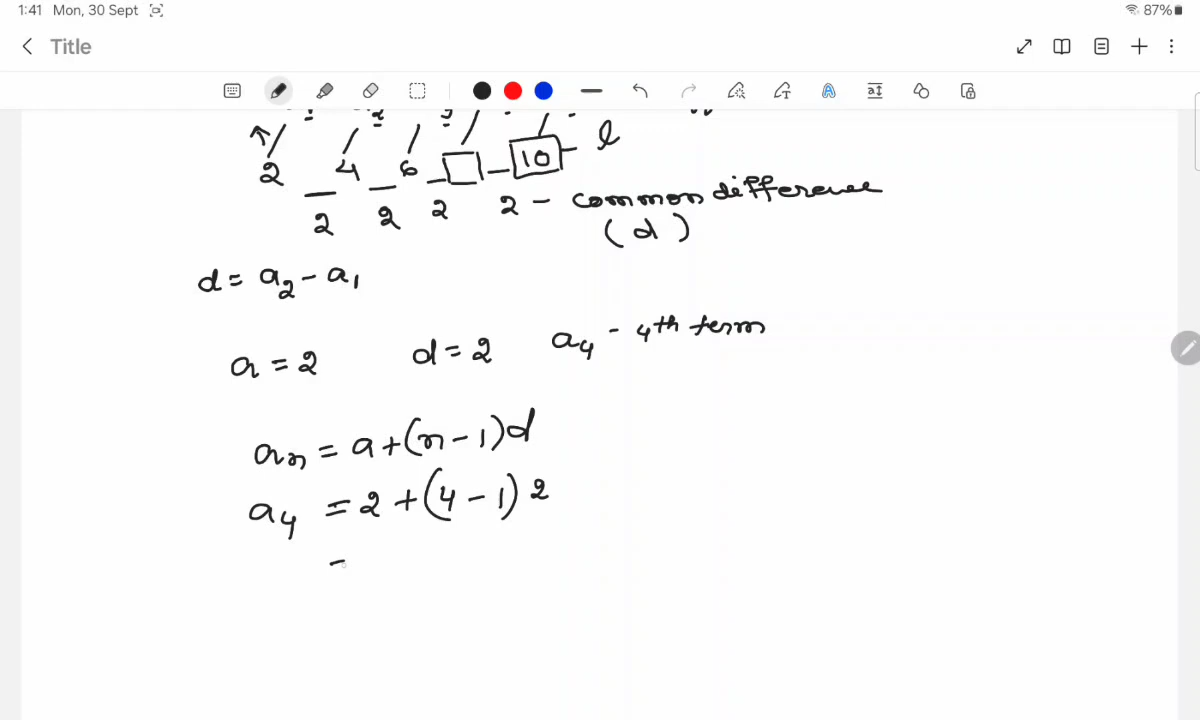 1:41 Mon, 30 Sept 87%
Title
2 4 6 10 l
2 2 2 2 - common difference
(d)
d = a₂ - a₁
a = 2 d = 2 a₄ - 4th term
aₙ = a + (n - 1)d
a₄ = 2 + (4 - 1) 2
=